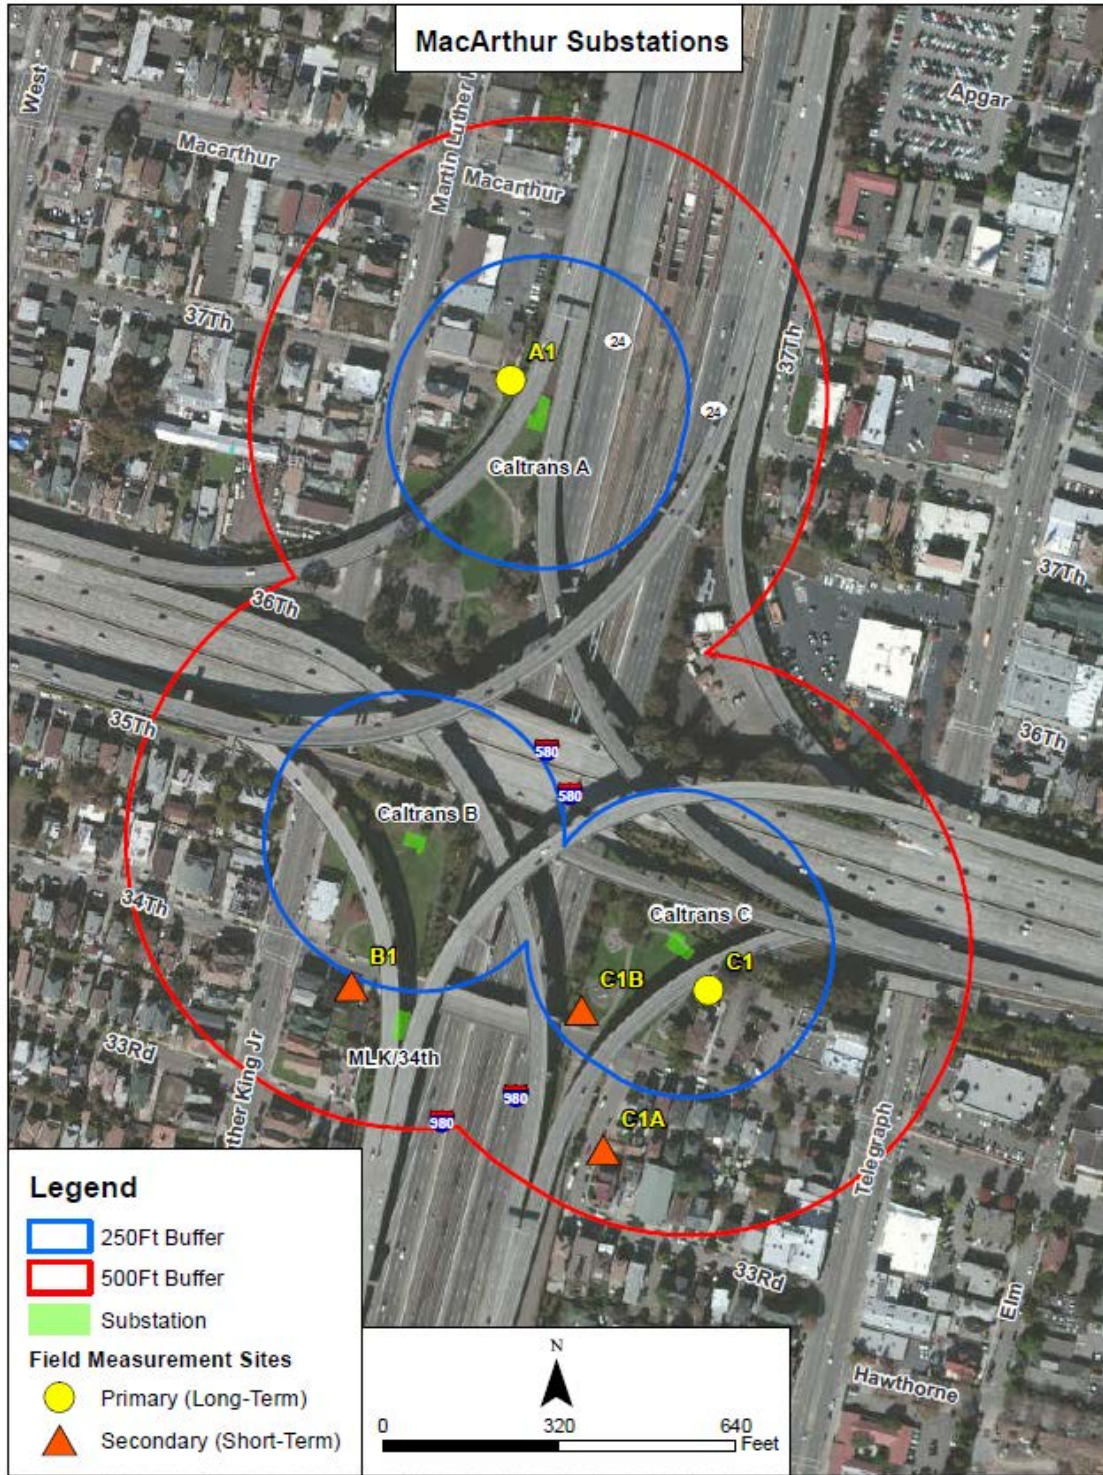 MacArthur Substations
West
Apgar
Macarthur
Martin Luther
Macarthur
37Th
37Th
A1
24
24
Caltrans A
37Th
36Th
35Th
36Th
580
580
Caltrans B
34Th
Caltrans C
B1
C1B
C1
33Rd
MLK/34th
ther King Jr
980
980
C1A
Telegraph
33Rd
Elm
Hawthorne
Legend
250Ft Buffer
500Ft Buffer
Substation
Field Measurement Sites
Primary (Long-Term)
Secondary (Short-Term)
N
0 320 640
Feet